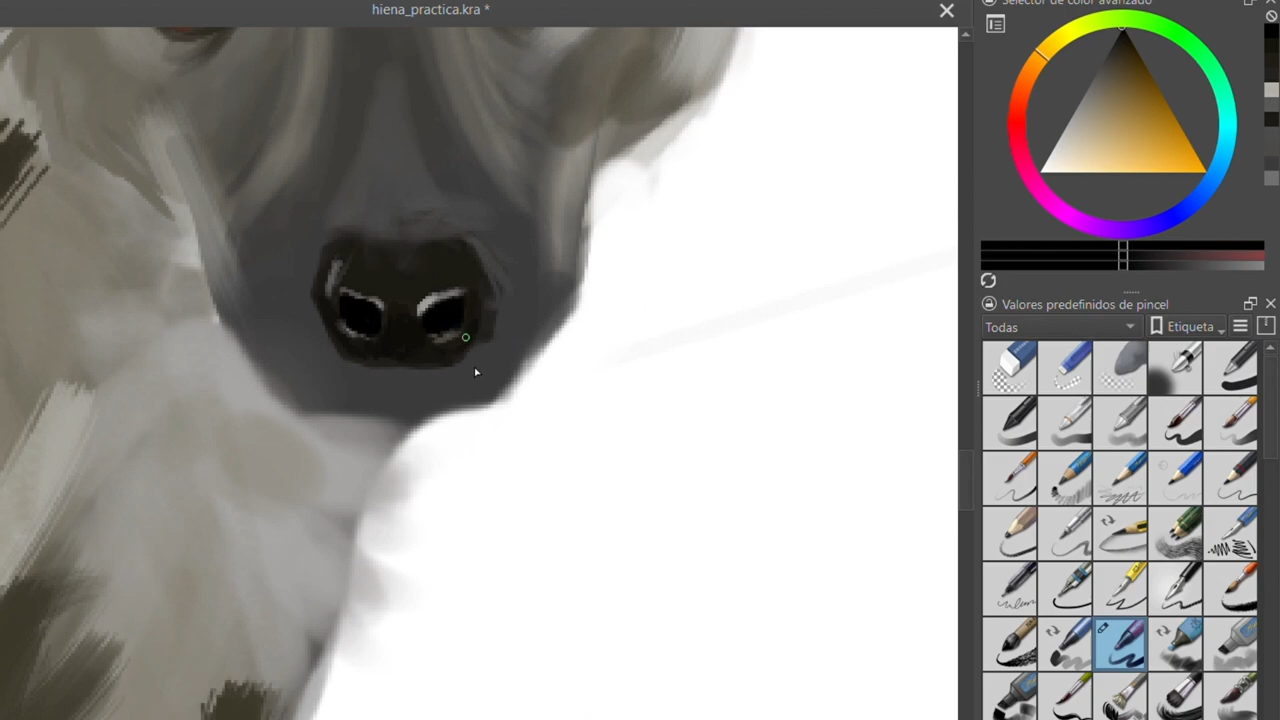 hiena_practica.kra *
Selector de color avanzado
Valores predefinidos de pincel
Todas
Etiqueta